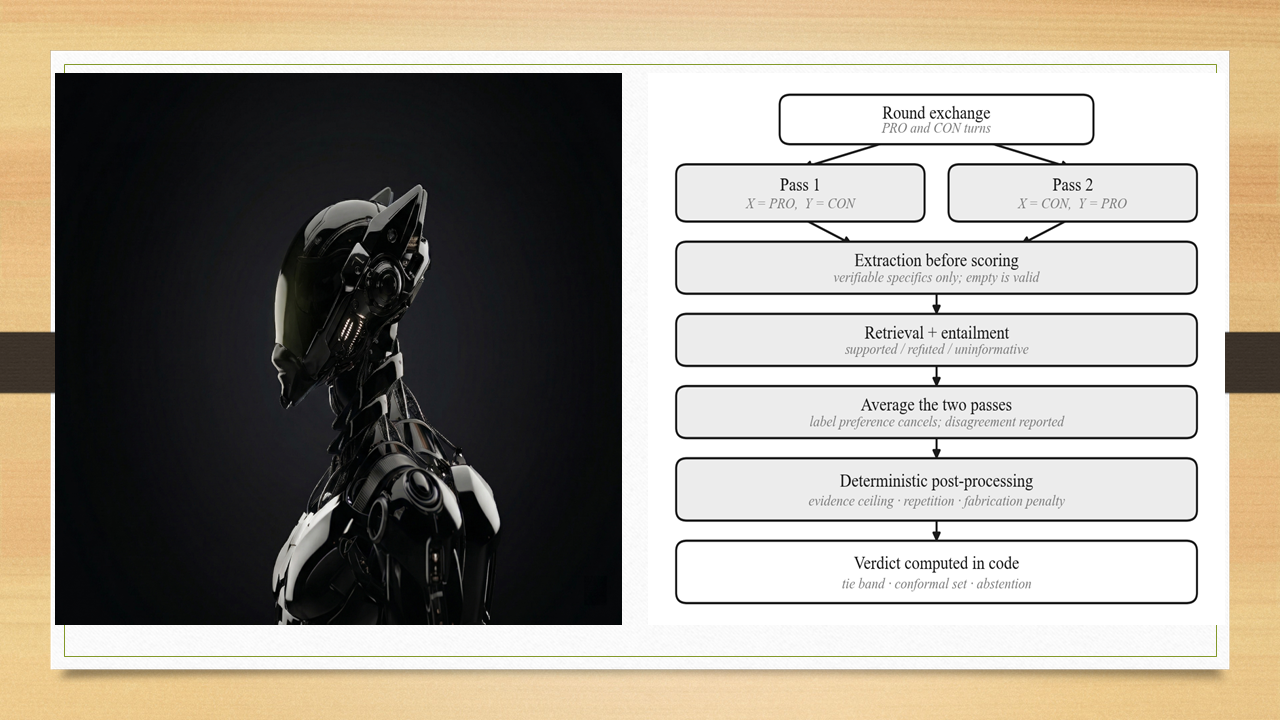 Round exchange
PRO and CON turns
Pass 1
X = PRO, Y = CON
Pass 2
X = CON, Y = PRO
Extraction before scoring
verifiable specifics only; empty is valid
Retrieval + entailment
supported / refuted / uninformative
Average the two passes
label preference cancels; disagreement reported
Deterministic post-processing
evidence ceiling · repetition · fabrication penalty
Verdict computed in code
tie band · conformal set · abstention